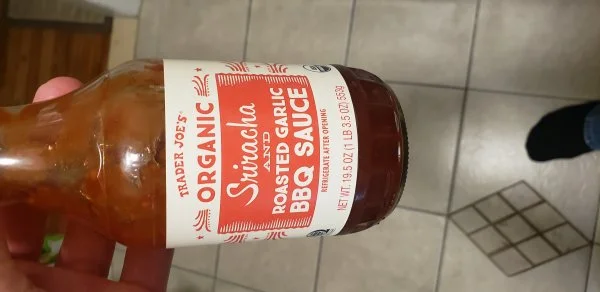 TRADER JOE'S®
ORGANIC
Sriracha
AND
ROASTED GARLIC
BBQ SAUCE
REFRIGERATE AFTER OPENING
NET WT. 19.5 OZ (1 LB 3.5 OZ) 553g